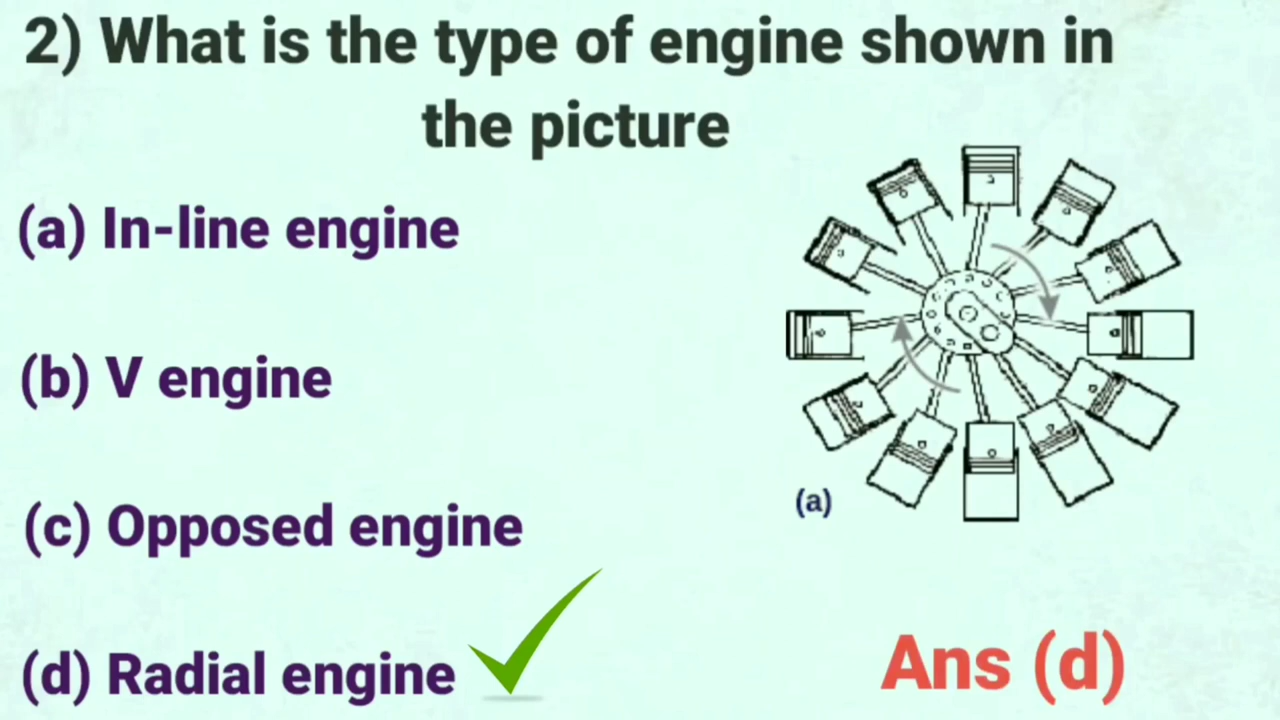 2) What is the type of engine shown in
the picture
(a) In-line engine
(b) V engine
(c) Opposed engine
(a)
(d) Radial engine
Ans (d)